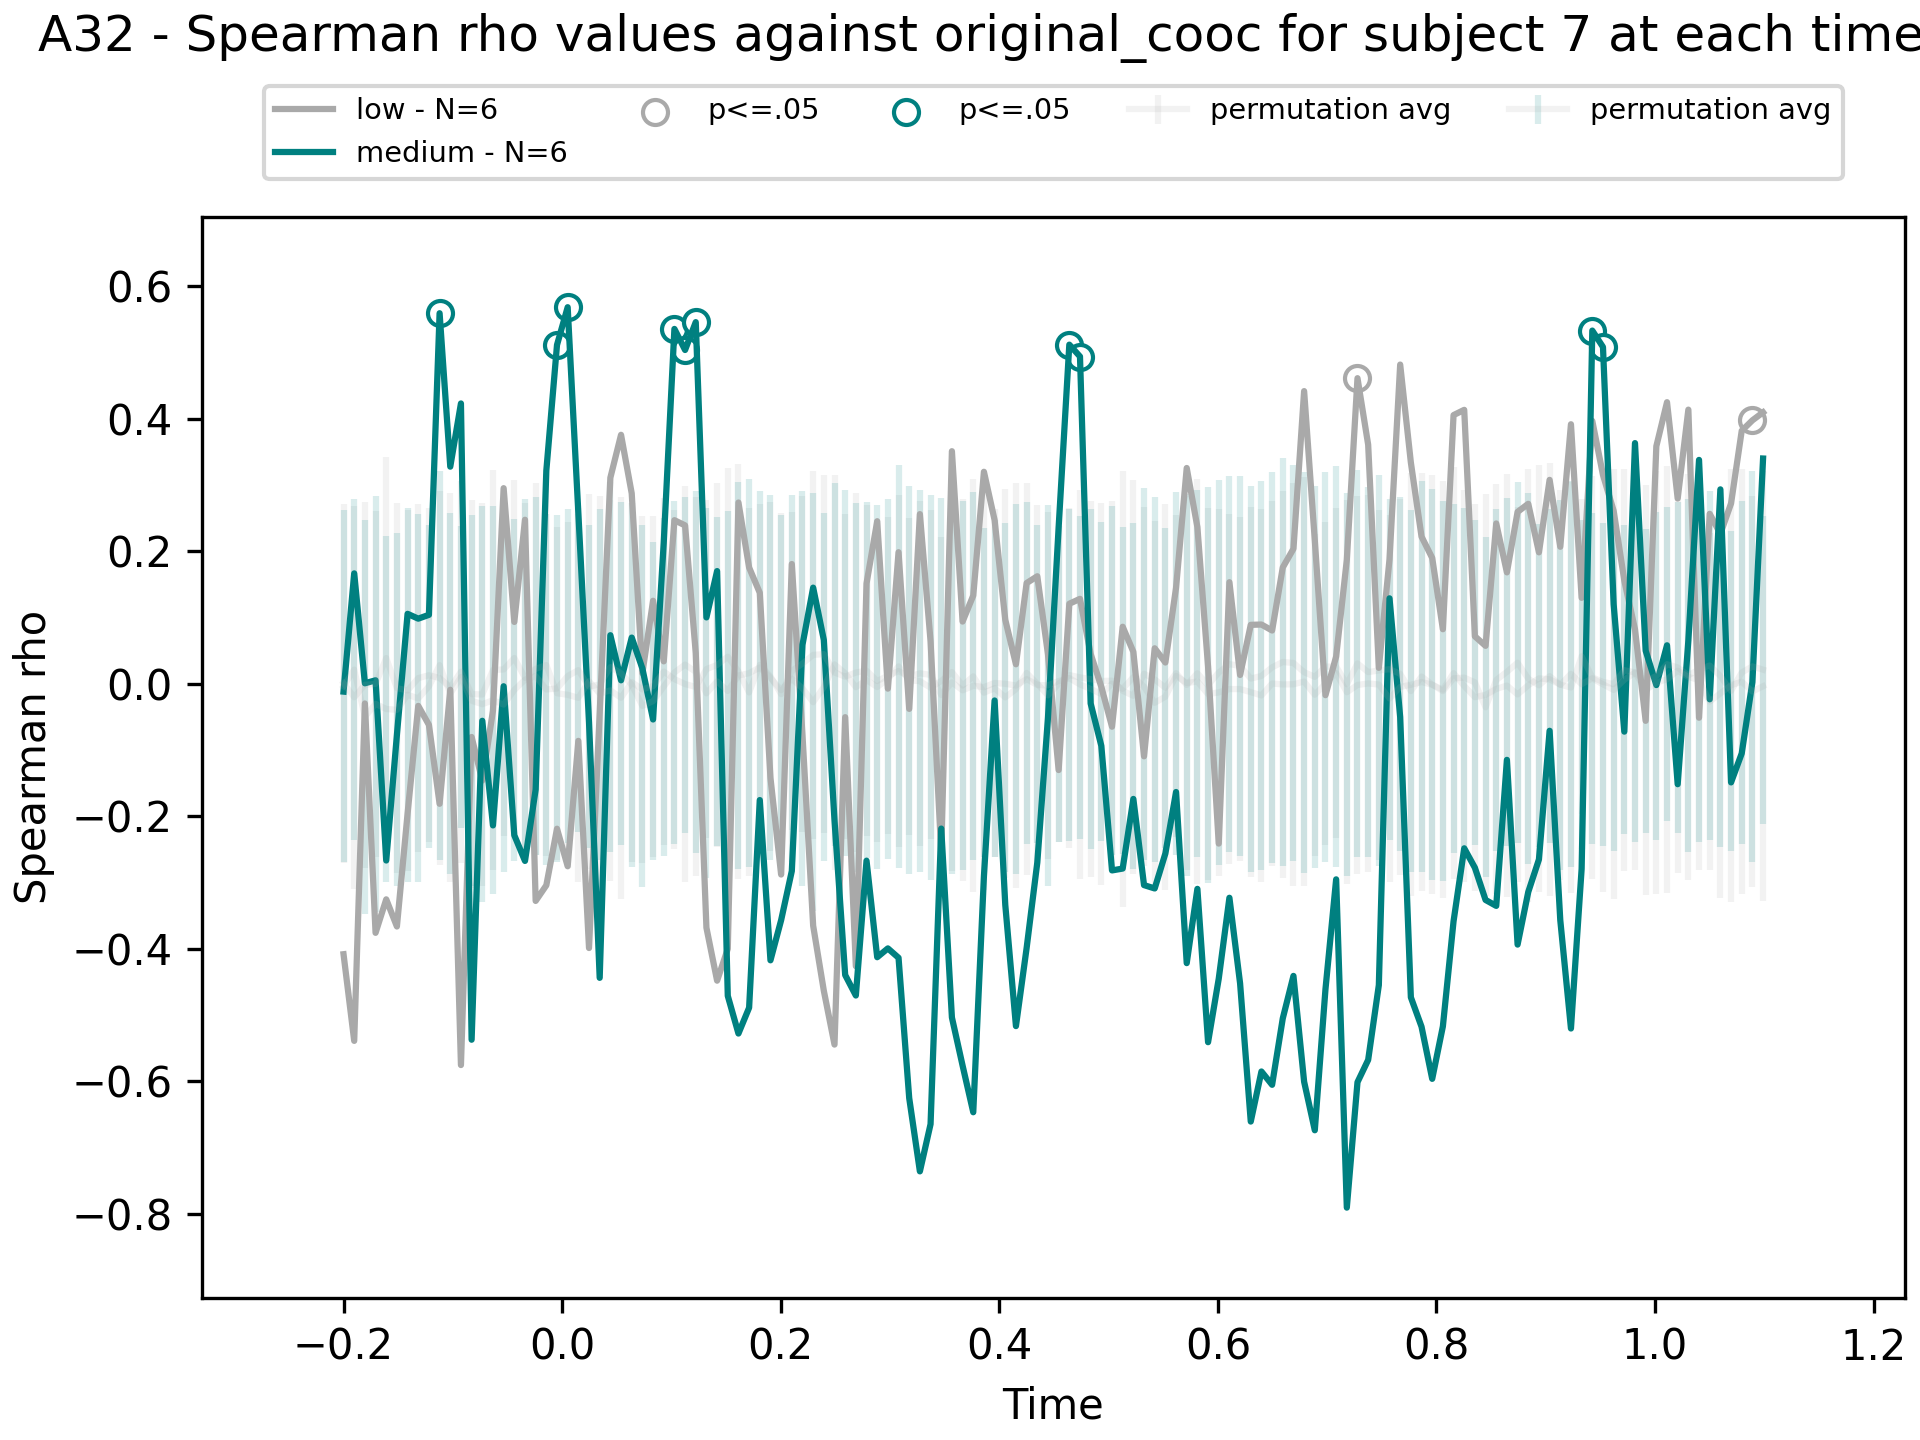 A32 - Spearman rho values against original_cooc for subject 7 at each time
low - N=6
medium - N=6
p<=.05
p<=.05
permutation avg
permutation avg
0.6
0.4
0.2
0.0
−0.2
−0.4
−0.6
−0.8
Spearman rho
−0.2 0.0 0.2 0.4 0.6 0.8 1.0 1.2
Time